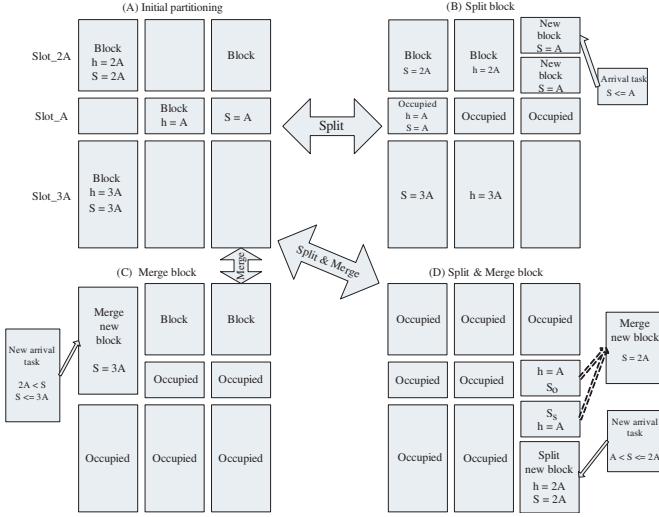 (A) Initial partitioning
Slot_2A
Block
h = 2A
S = 2A
Block
Slot_A
Block
h = A
S = A
Slot_3A
Block
h = 3A
S = 3A
Split
(B) Split block
Block
S = 2A
Block
h = 2A
New
block
S = A
New
block
S = A
Arrival task
S <= A
Occupied
h = A
S = A
Occupied
Occupied
S = 3A
h = 3A
Merge
Split & Merge
(C) Merge block
Merge
new
block
S = 3A
Block
Block
New arrival
task
2A < S
S <= 3A
Occupied
Occupied
Occupied
Occupied
Occupied
(D) Split & Merge block
Occupied
Occupied
Occupied
Merge
new block
S = 2A
Occupied
Occupied
h = A
So
Ss
h = A
Occupied
Occupied
Split
new block
h = 2A
S = 2A
New arrival
task
A < S <= 2A